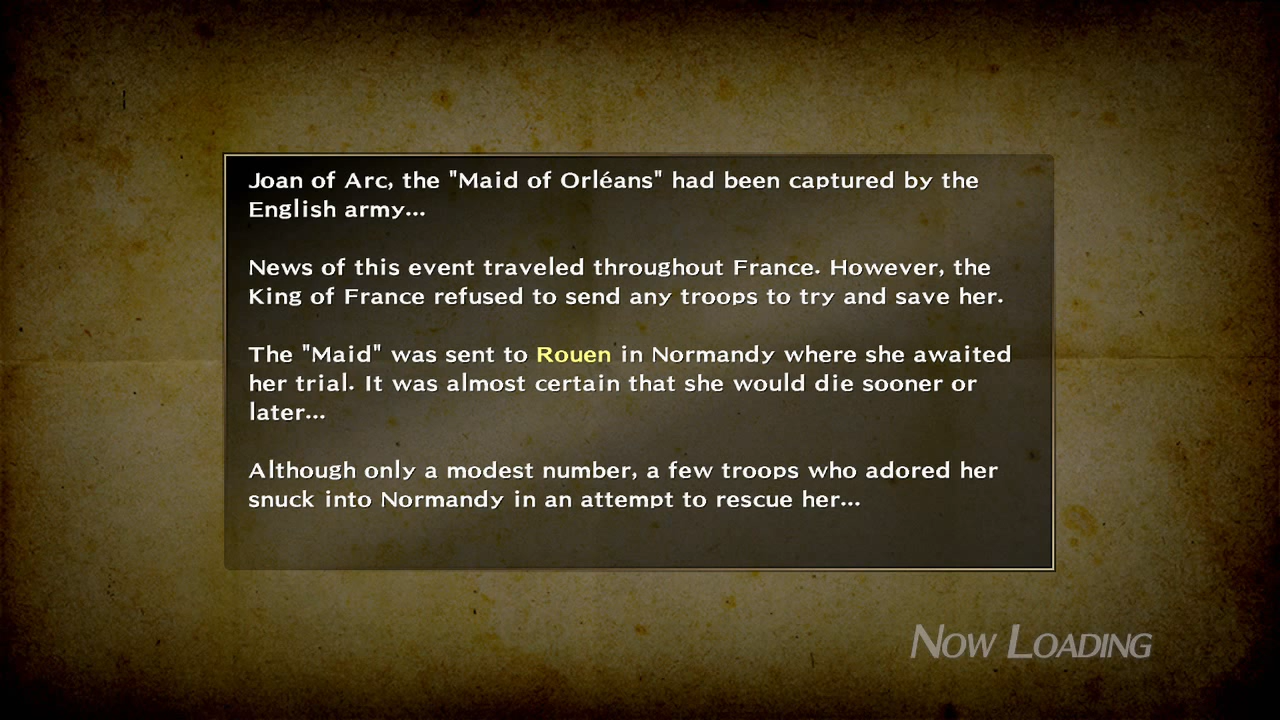 Joan of Arc, the "Maid of Orléans" had been captured by the
English army...
News of this event traveled throughout France. However, the
King of France refused to send any troops to try and save her.
The "Maid" was sent to Rouen in Normandy where she awaited
her trial. It was almost certain that she would die sooner or
later...
Although only a modest number, a few troops who adored her
snuck into Normandy in an attempt to rescue her...
NOW LOADING